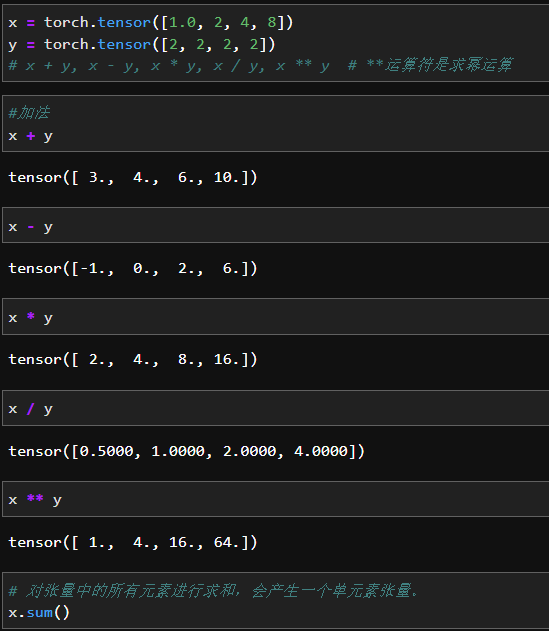 x = torch.tensor([1.0, 2, 4, 8])
y = torch.tensor([2, 2, 2, 2])
# x + y, x - y, x * y, x / y, x ** y  # **运算符是求幂运算
#加法
x + y
tensor([ 3.,  4.,  6., 10.])
x - y
tensor([-1.,  0.,  2.,  6.])
x * y
tensor([ 2.,  4.,  8., 16.])
x / y
tensor([0.5000, 1.0000, 2.0000, 4.0000])
x ** y
tensor([ 1.,  4., 16., 64.])
# 对张量中的所有元素进行求和，会产生一个单元素张量。
x.sum()